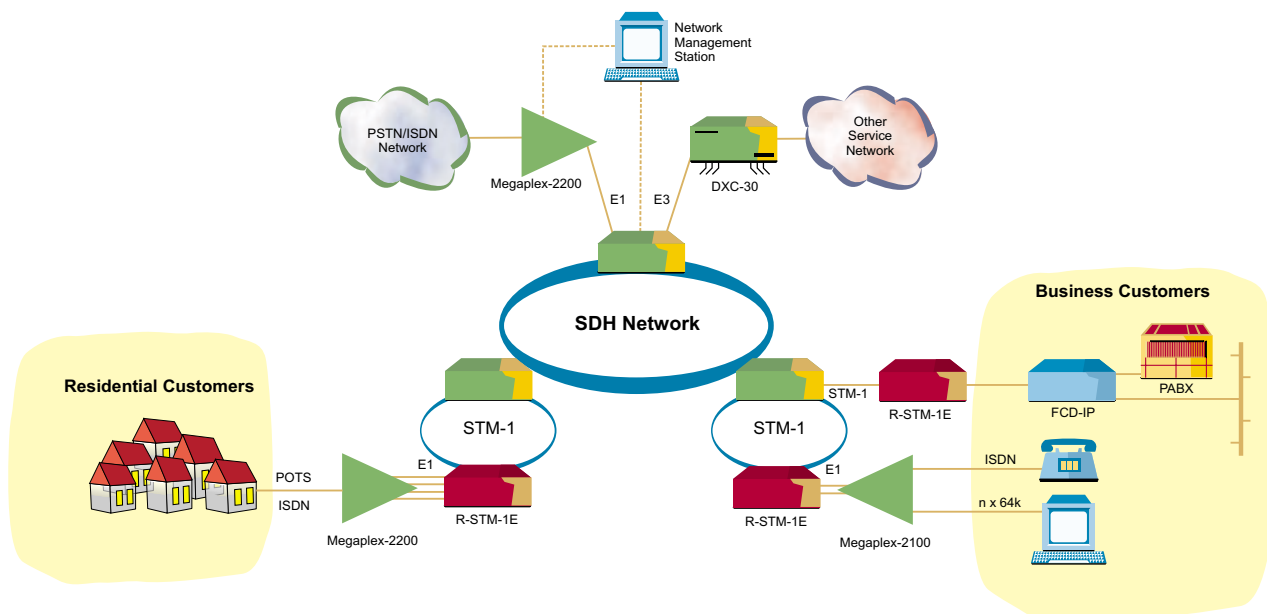 Network
Management
Station
PSTN/ISDN
Network
Other
Service
Network
Megaplex-2200
DXC-30
E1
E3
SDH Network
Business Customers
Residential Customers
PABX
STM-1
R-STM-1E
FCD-IP
STM-1
STM-1
E1
E1
ISDN
POTS
ISDN
n x 64k
R-STM-1E
R-STM-1E
Megaplex-2200
Megaplex-2100